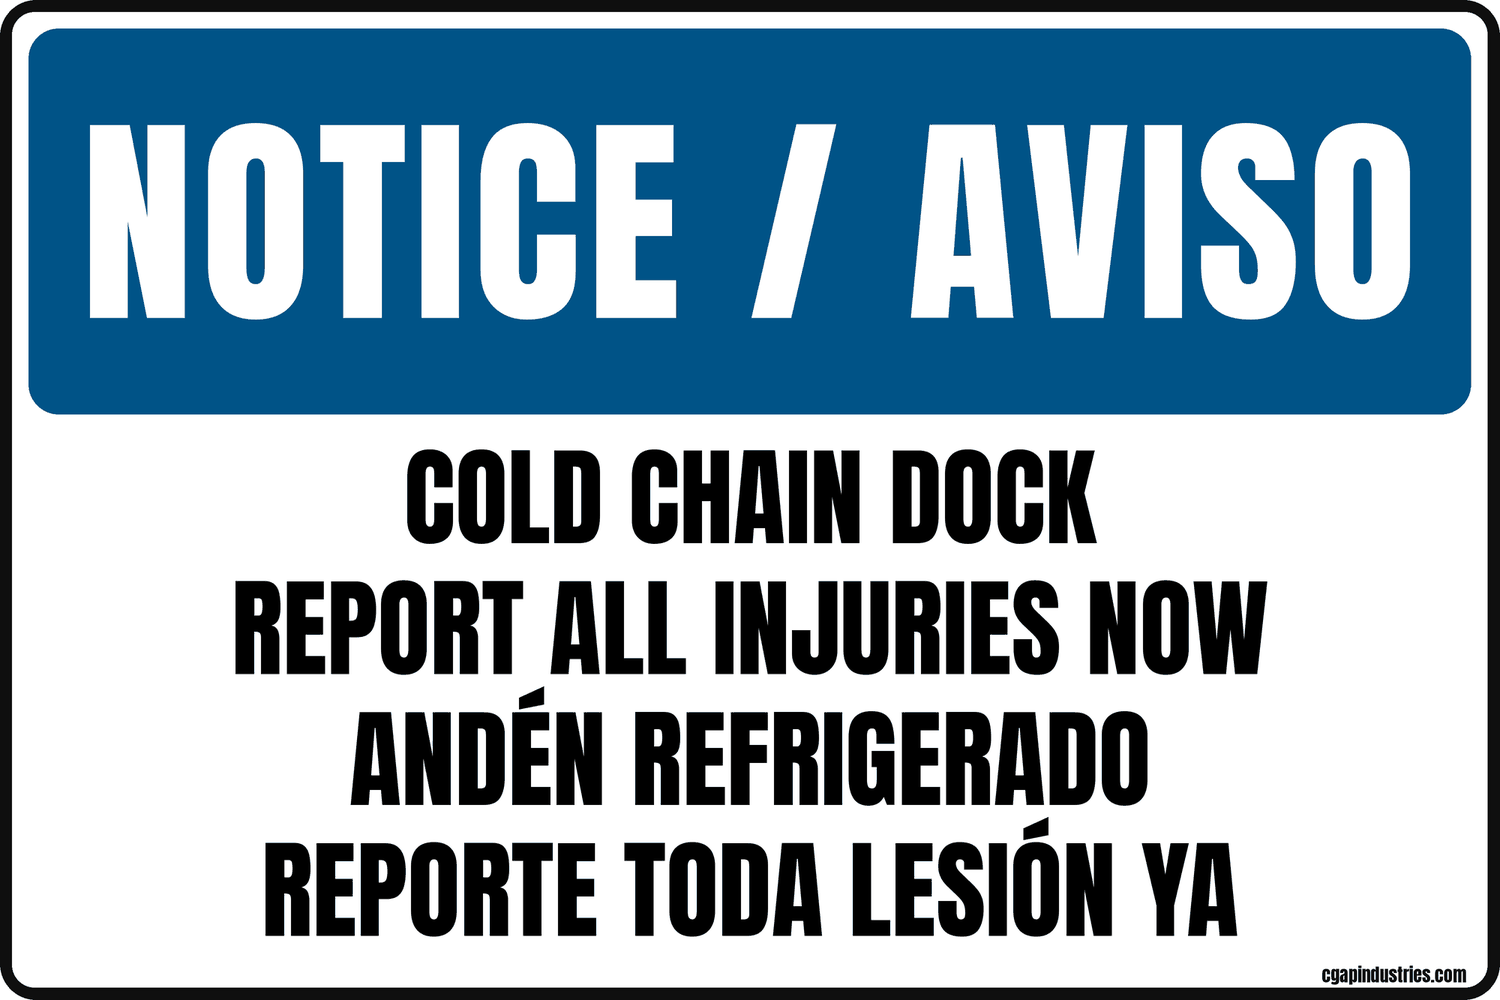 NOTICE / AVISO
COLD CHAIN DOCK
REPORT ALL INJURIES NOW
ANDÉN REFRIGERADO
REPORTE TODA LESIÓN YA
cgapindustries.com